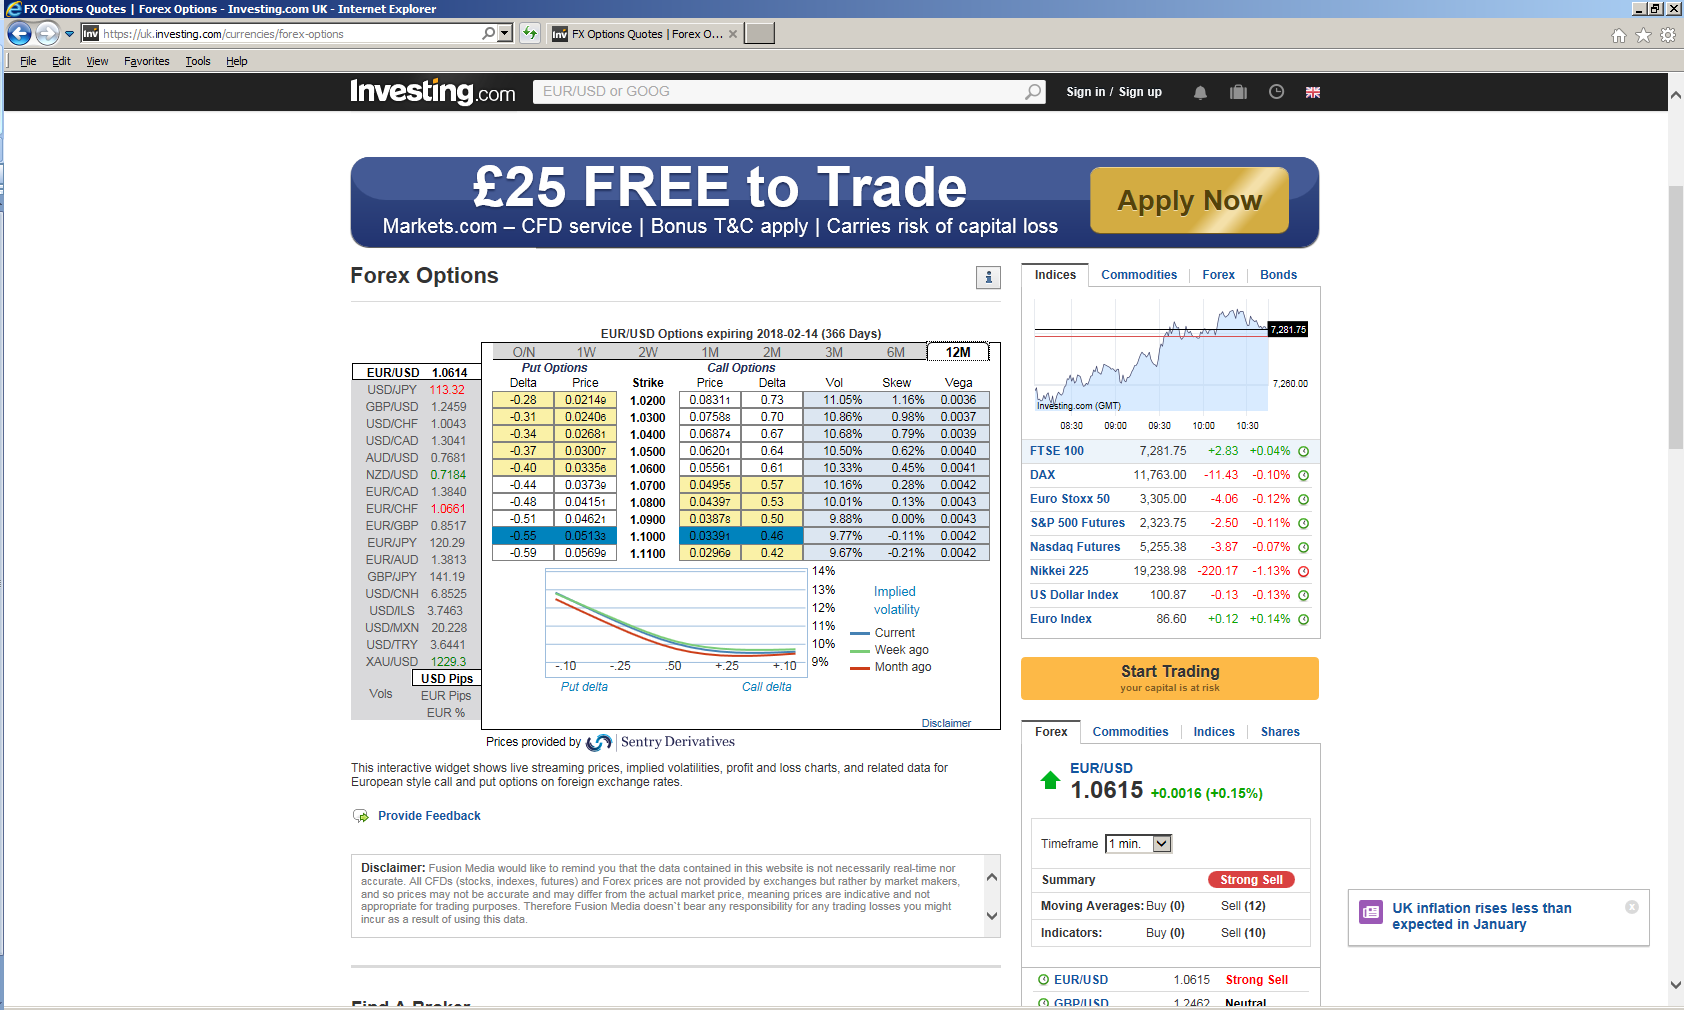 FX Options Quotes | Forex Options - Investing.com UK - Internet Explorer
https://uk.investing.com/currencies/forex-options
Inv FX Options Quotes | Forex O...
File Edit View Favorites Tools Help
Investing.com EUR/USD or GOOG Sign in / Sign up
£25 FREE to Trade
Markets.com – CFD service | Bonus T&C apply | Carries risk of capital loss
Apply Now
Forex Options
EUR/USD Options expiring 2018-02-14 (366 Days)
O/N 1W 2W 1M 2M 3M 6M 12M
Put Options Call Options
Delta Price Strike Price Delta Vol Skew Vega
-0.28 0.02149 1.0200 0.08311 0.73 11.05% 1.16% 0.0036
-0.31 0.02406 1.0300 0.07588 0.70 10.86% 0.98% 0.0037
-0.34 0.02681 1.0400 0.06874 0.67 10.68% 0.79% 0.0039
-0.37 0.03007 1.0500 0.06201 0.64 10.50% 0.62% 0.0040
-0.40 0.03356 1.0600 0.05561 0.61 10.33% 0.45% 0.0041
-0.44 0.03739 1.0700 0.04955 0.57 10.16% 0.28% 0.0042
-0.48 0.04151 1.0800 0.04397 0.53 10.01% 0.13% 0.0043
-0.51 0.04621 1.0900 0.03878 0.50 9.88% 0.00% 0.0043
-0.55 0.05133 1.1000 0.03391 0.46 9.77% -0.11% 0.0042
-0.59 0.05699 1.1100 0.02969 0.42 9.67% -0.21% 0.0042
EUR/USD 1.0614
USD/JPY 113.32
GBP/USD 1.2459
USD/CHF 1.0043
USD/CAD 1.3041
AUD/USD 0.7681
NZD/USD 0.7184
EUR/CAD 1.3840
EUR/CHF 1.0661
EUR/GBP 0.8517
EUR/JPY 120.29
EUR/AUD 1.3813
GBP/JPY 141.19
USD/CNH 6.8525
USD/ILS 3.7463
USD/MXN 20.228
USD/TRY 3.6441
XAU/USD 1229.3
Vols
USD Pips
EUR Pips
EUR %
14%
13%
12%
11%
10%
9%
-.10 -.25 .50 +.25 +.10
Put delta Call delta
Implied
volatility
Current
Week ago
Month ago
Disclaimer
Prices provided by Sentry Derivatives
This interactive widget shows live streaming prices, implied volatilities, profit and loss charts, and related data for
European style call and put options on foreign exchange rates.
Provide Feedback
Disclaimer: Fusion Media would like to remind you that the data contained in this website is not necessarily real-time nor
accurate. All CFDs (stocks, indexes, futures) and Forex prices are not provided by exchanges but rather by market makers,
and so prices may not be accurate and may differ from the actual market price, meaning prices are indicative and not
appropriate for trading purposes. Therefore Fusion Media doesn`t bear any responsibility for any trading losses you might
incur as a result of using this data.
Find A Broker
Indices Commodities Forex Bonds
7,281.75
7,260.00
Investing.com (GMT)
08:30 09:00 09:30 10:00 10:30
FTSE 100 7,281.75 +2.83 +0.04%
DAX 11,763.00 -11.43 -0.10%
Euro Stoxx 50 3,305.00 -4.06 -0.12%
S&P 500 Futures 2,323.75 -2.50 -0.11%
Nasdaq Futures 5,255.38 -3.87 -0.07%
Nikkei 225 19,238.98 -220.17 -1.13%
US Dollar Index 100.87 -0.13 -0.13%
Euro Index 86.60 +0.12 +0.14%
Start Trading
your capital is at risk
Forex Commodities Indices Shares
EUR/USD
1.0615 +0.0016 (+0.15%)
Timeframe 1 min.
Summary Strong Sell
Moving Averages: Buy (0) Sell (12)
Indicators: Buy (0) Sell (10)
EUR/USD 1.0615 Strong Sell
GBP/USD 1.2462 Neutral
UK inflation rises less than
expected in January